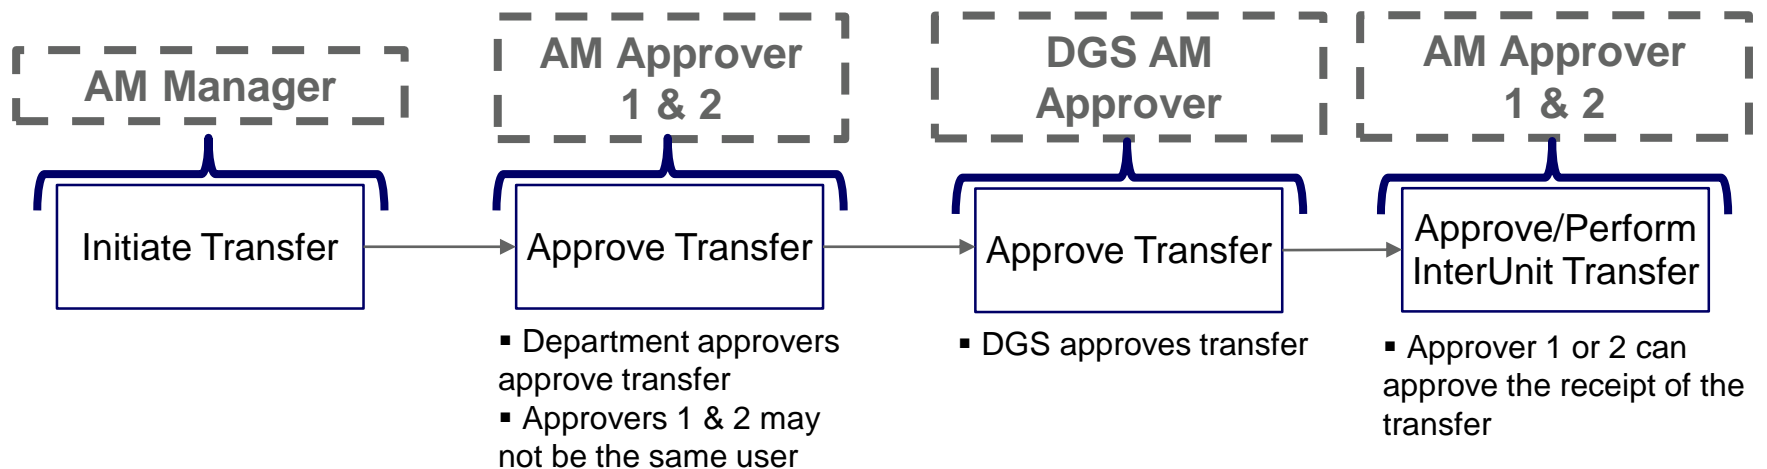 AM Manager
AM Approver
1 & 2
DGS AM
Approver
AM Approver
1 & 2
Initiate Transfer
Approve Transfer
Approve Transfer
Approve/Perform
InterUnit Transfer
▪ Department approvers
approve transfer
▪ Approvers 1 & 2 may
not be the same user
▪ DGS approves transfer
▪ Approver 1 or 2 can
approve the receipt of the
transfer